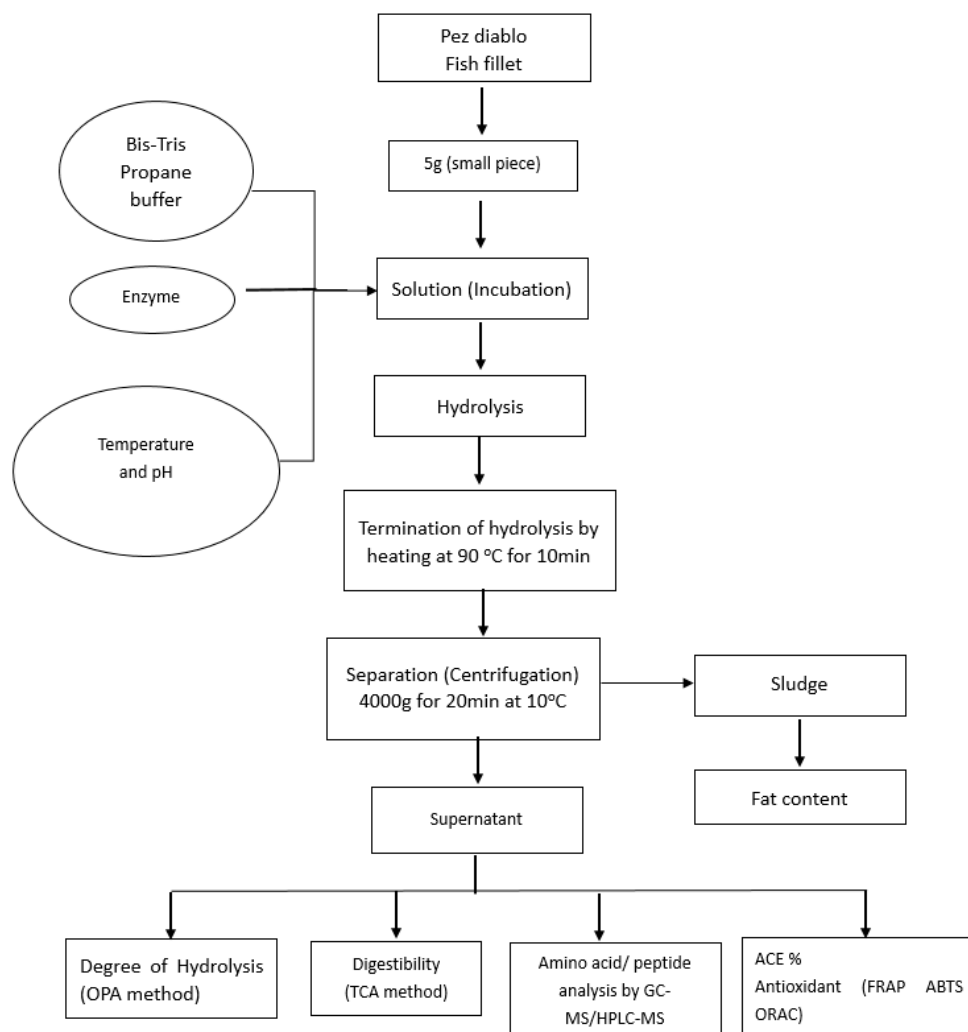 Pez diablo
Fish fillet
5g (small piece)
Bis-Tris
Propane
buffer
Enzyme
Solution (Incubation)
Hydrolysis
Temperature
and pH
Termination of hydrolysis by
heating at 90 °C for 10min
Separation (Centrifugation)
4000g for 20min at 10°C
Sludge
Fat content
Supernatant
Degree of Hydrolysis
(OPA method)
Digestibility
(TCA method)
Amino acid/ peptide
analysis by GC-
MS/HPLC-MS
ACE %
Antioxidant (FRAP ABTS
ORAC)